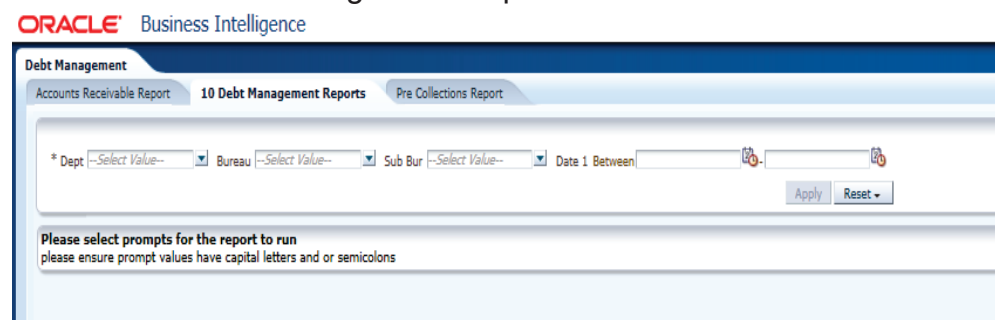 ORACLE Business Intelligence
Debt Management
Accounts Receivable Report 10 Debt Management Reports Pre Collections Report
* Dept --Select Value-- Bureau --Select Value-- Sub Bur --Select Value-- Date 1 Between -
Apply Reset
Please select prompts for the report to run
please ensure prompt values have capital letters and or semicolons